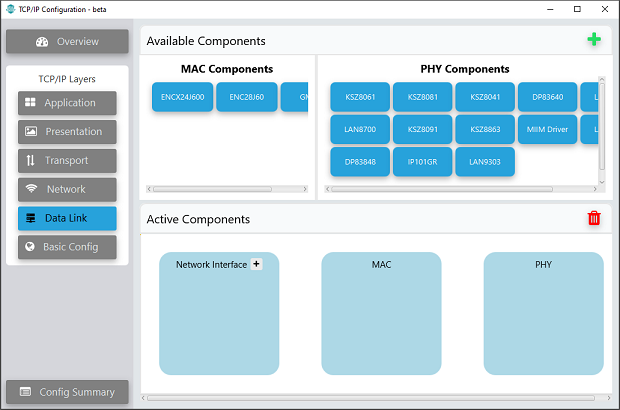 TCP/IP Configuration - beta
Overview
TCP/IP Layers
Application
Presentation
Transport
Network
Data Link
Basic Config
Config Summary
Available Components
MAC Components
ENCX24J600 ENC28J60
PHY Components
KSZ8061 KSZ8081 KSZ8041 DP83640
LAN8700 KSZ8091 KSZ8863 MIIM Driver
DP83848 IP101GR LAN9303
Active Components
Network Interface +
MAC
PHY